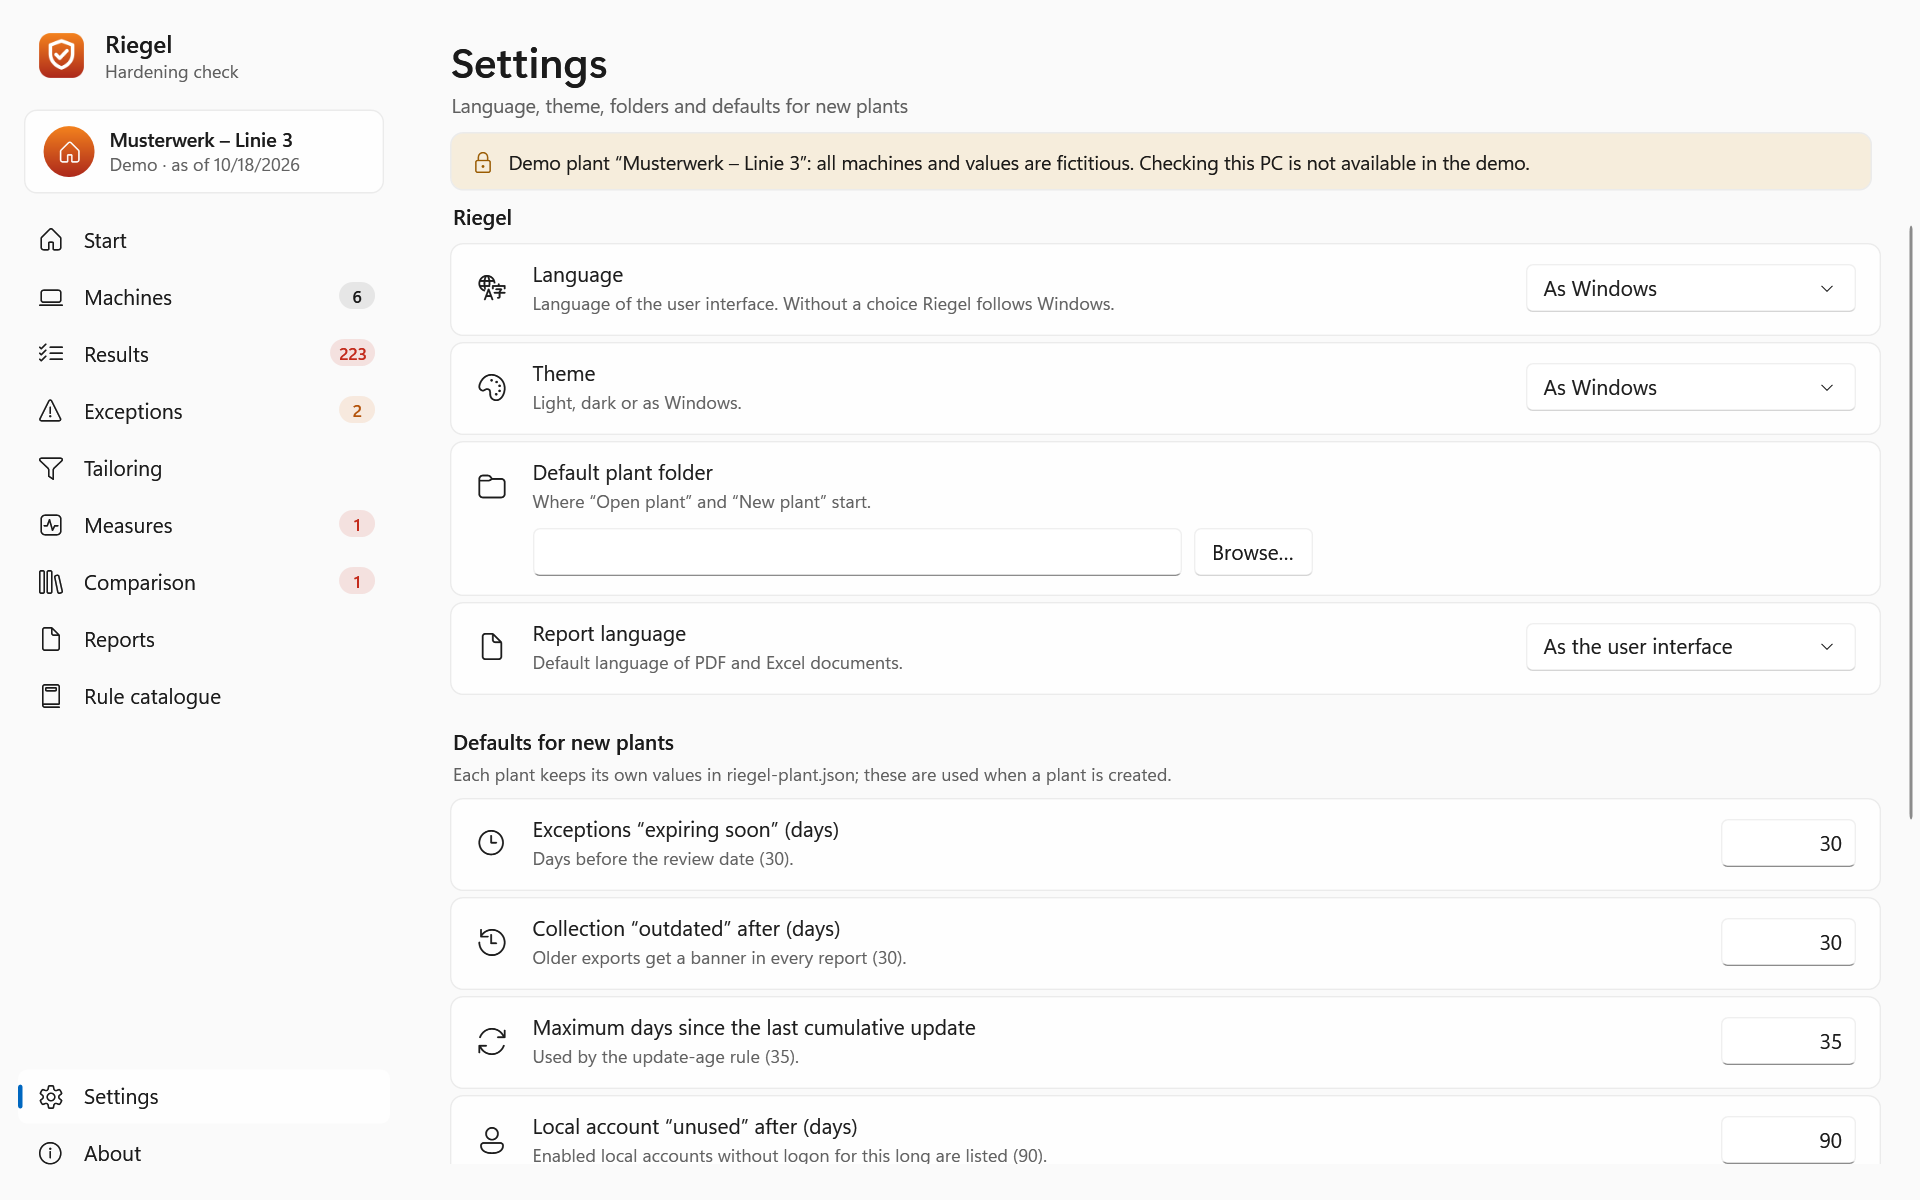 Riegel
Hardening check
Musterwerk – Linie 3
Demo · as of 10/18/2026
Start
Machines 6
Results 223
Exceptions 2
Tailoring
Measures 1
Comparison 1
Reports
Rule catalogue
Settings
About
Settings
Language, theme, folders and defaults for new plants
Demo plant “Musterwerk – Linie 3”: all machines and values are fictitious. Checking this PC is not available in the demo.
Riegel
Language
Language of the user interface. Without a choice Riegel follows Windows.
As Windows
Theme
Light, dark or as Windows.
As Windows
Default plant folder
Where “Open plant” and “New plant” start.
Browse...
Report language
Default language of PDF and Excel documents.
As the user interface
Defaults for new plants
Each plant keeps its own values in riegel-plant.json; these are used when a plant is created.
Exceptions “expiring soon” (days)
Days before the review date (30).
30
Collection “outdated” after (days)
Older exports get a banner in every report (30).
30
Maximum days since the last cumulative update
Used by the update-age rule (35).
35
Local account “unused” after (days)
Enabled local accounts without logon for this long are listed (90).
90